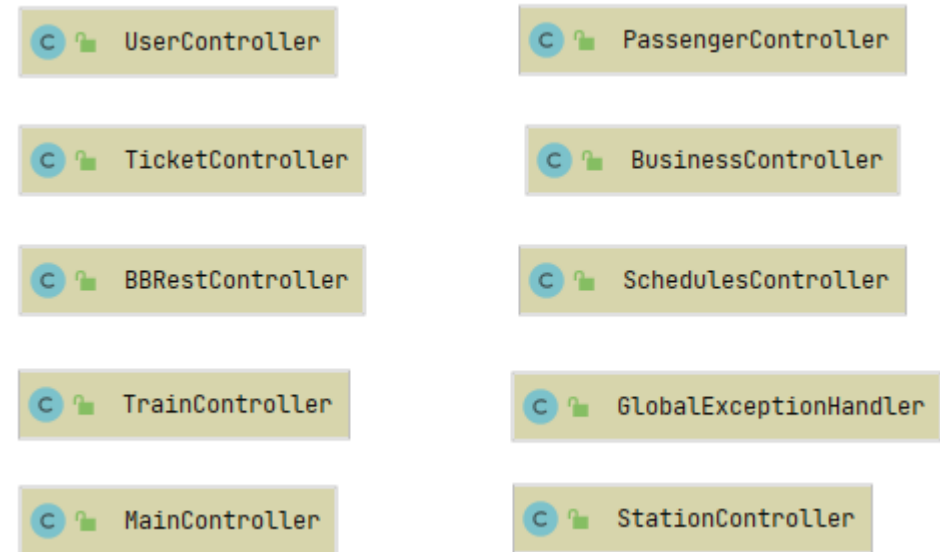 C UserController
C PassengerController
C TicketController
C BusinessController
C BBRestController
C SchedulesController
C TrainController
C GlobalExceptionHandler
C MainController
C StationController